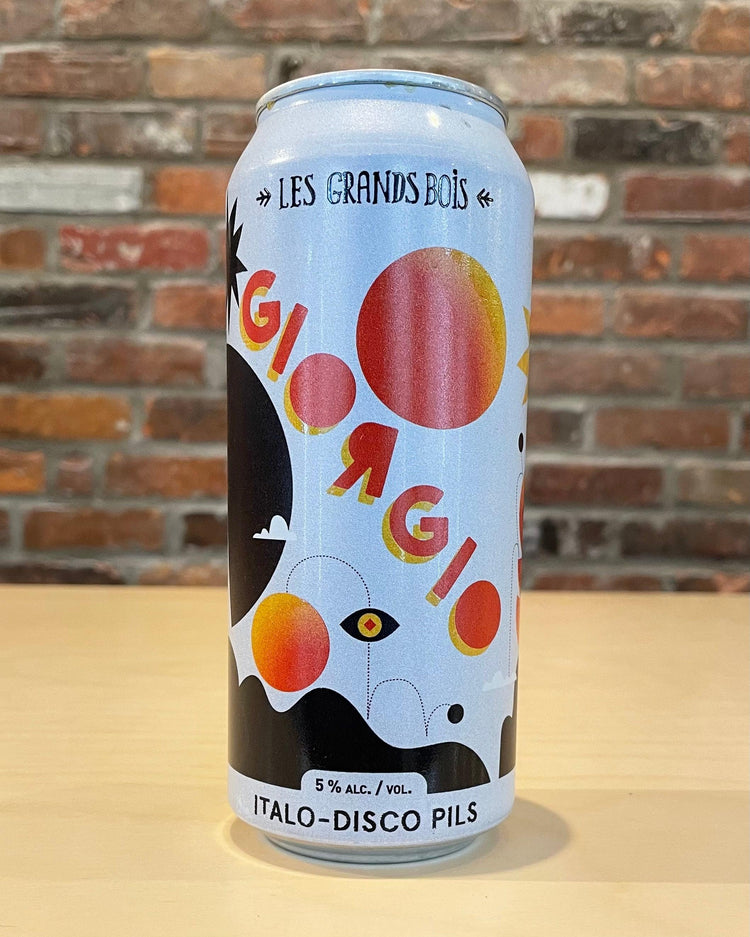 LES GRANDS BOIS
GIORGIO
5 % ALC. / VOL.
ITALO-DISCO PILS